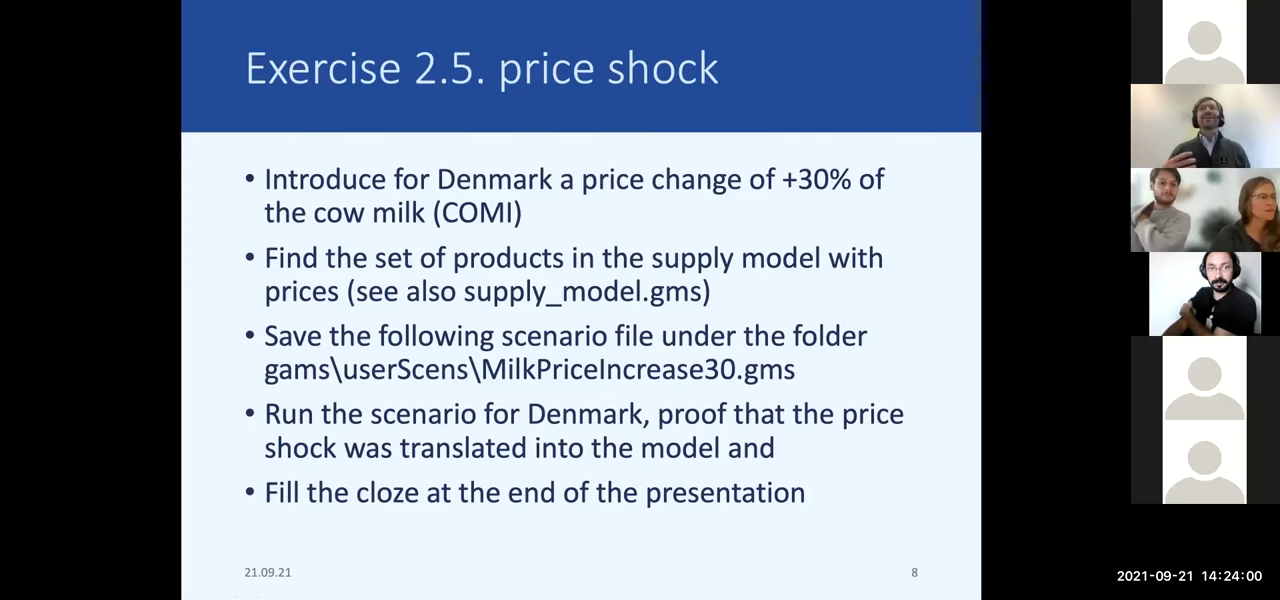 Exercise 2.5. price shock
• Introduce for Denmark a price change of +30% of
the cow milk (COMI)
• Find the set of products in the supply model with
prices (see also supply_model.gms)
• Save the following scenario file under the folder
gams\userScens\MilkPriceIncrease30.gms
• Run the scenario for Denmark, proof that the price
shock was translated into the model and
• Fill the cloze at the end of the presentation
21.09.21
8
2021-09-21 14:24:00